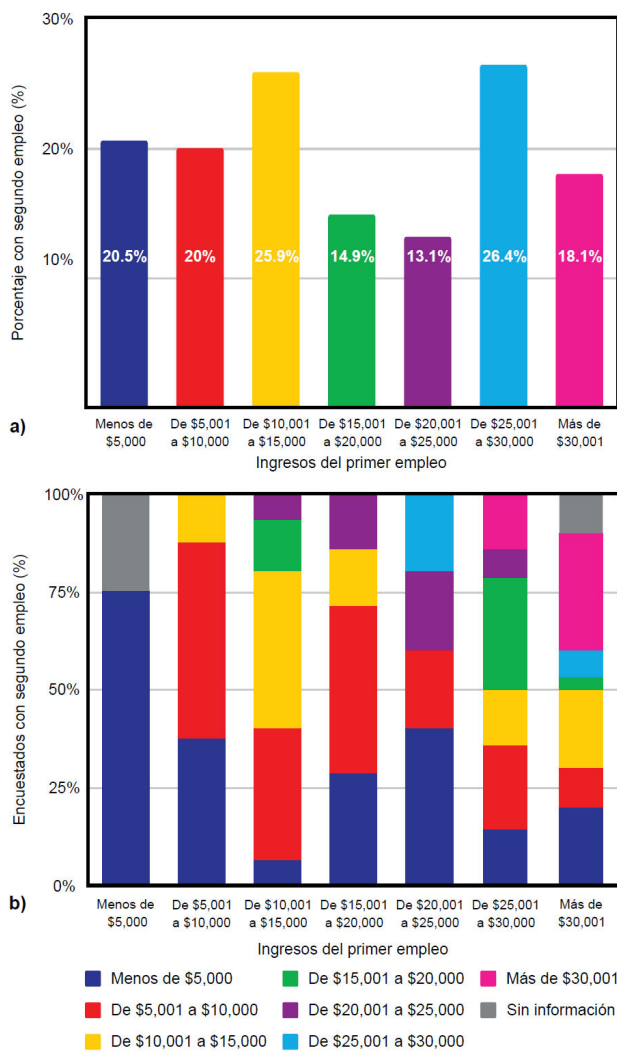 30%
20%
10%
Porcentaje con segundo empleo (%)
20.5%
20%
25.9%
14.9%
13.1%
26.4%
18.1%
a)
Menos de
$5,000
De $5,001
a $10,000
De $10,001
a $15,000
De $15,001
a $20,000
De $20,001
a $25,000
De $25,001
a $30,000
Más de
$30,001
Ingresos del primer empleo
100%
75%
50%
25%
0%
Encuestados con segundo empleo (%)
b)
Menos de
$5,000
De $5,001
a $10,000
De $10,001
a $15,000
De $15,001
a $20,000
De $20,001
a $25,000
De $25,001
a $30,000
Más de
$30,001
Ingresos del primer empleo
Menos de $5,000
De $5,001 a $10,000
De $10,001 a $15,000
De $15,001 a $20,000
De $20,001 a $25,000
De $25,001 a $30,000
Más de $30,001
Sin información